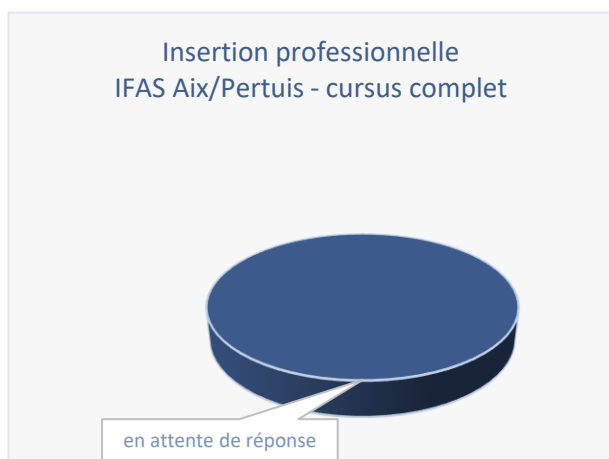 Insertion professionnelle
IFAS Aix/Pertuis - cursus complet
en attente de réponse